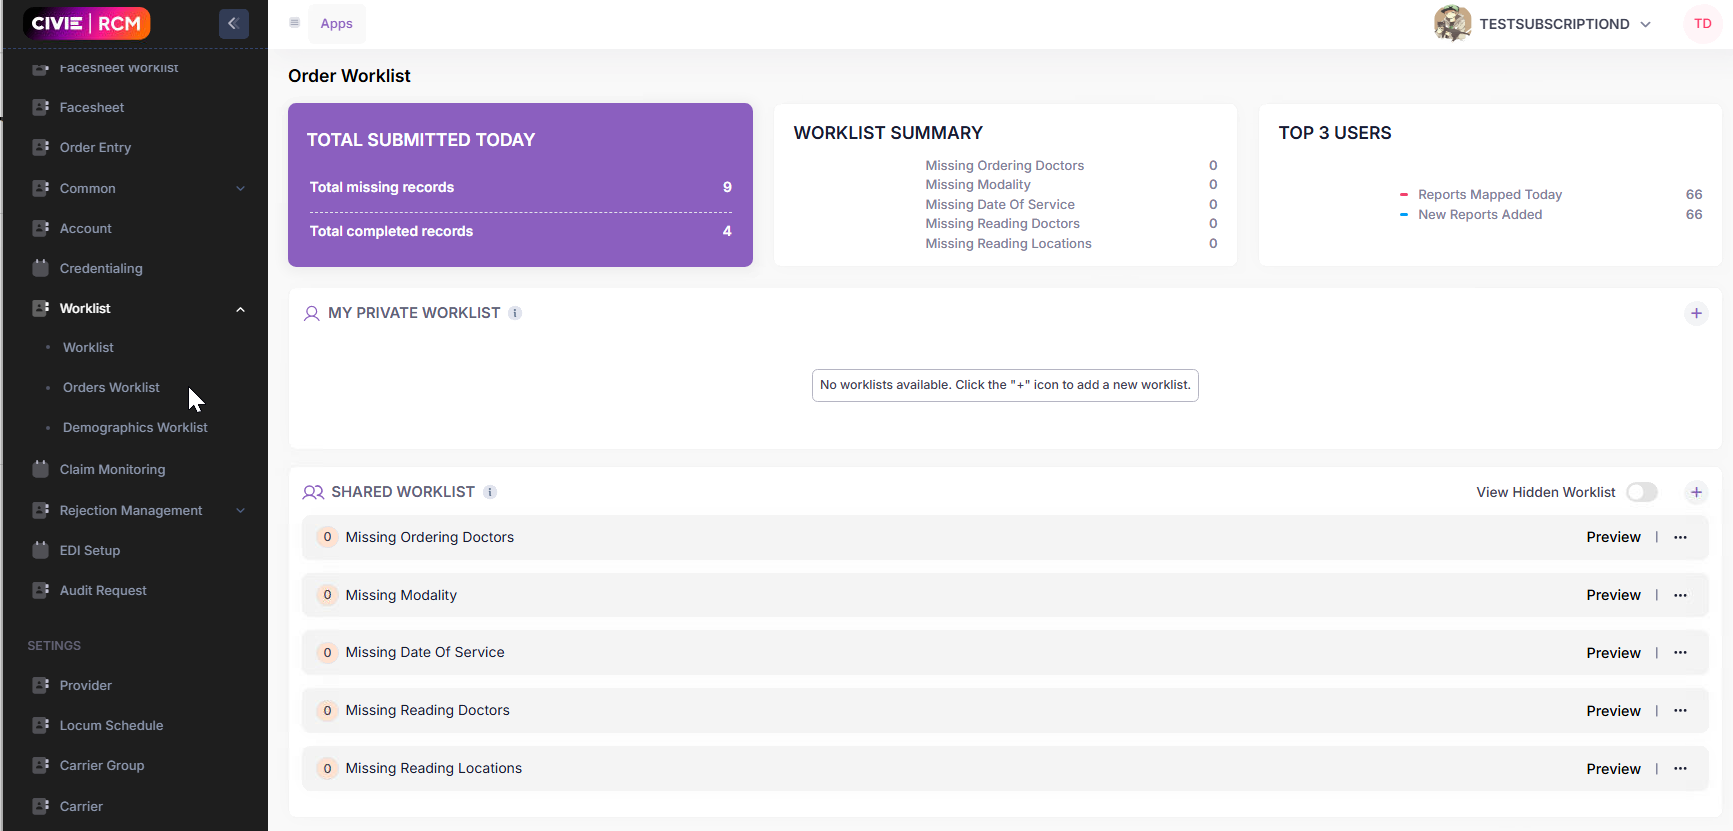 CIVIE | RCM
Facesheet Worklist
Facesheet
Order Entry
Common
Account
Credentialing
Worklist
Worklist
Orders Worklist
Demographics Worklist
Claim Monitoring
Rejection Management
EDI Setup
Audit Request
SETINGS
Provider
Locum Schedule
Carrier Group
Carrier
Apps
TESTSUBSCRIPTIOND
TD
Order Worklist
TOTAL SUBMITTED TODAY
Total missing records 9
Total completed records 4
WORKLIST SUMMARY
Missing Ordering Doctors 0
Missing Modality 0
Missing Date Of Service 0
Missing Reading Doctors 0
Missing Reading Locations 0
TOP 3 USERS
Reports Mapped Today 66
New Reports Added 66
MY PRIVATE WORKLIST i
+
No worklists available. Click the "+" icon to add a new worklist.
SHARED WORKLIST i
View Hidden Worklist +
0 Missing Ordering Doctors Preview | ...
0 Missing Modality Preview | ...
0 Missing Date Of Service Preview | ...
0 Missing Reading Doctors Preview | ...
0 Missing Reading Locations Preview | ...